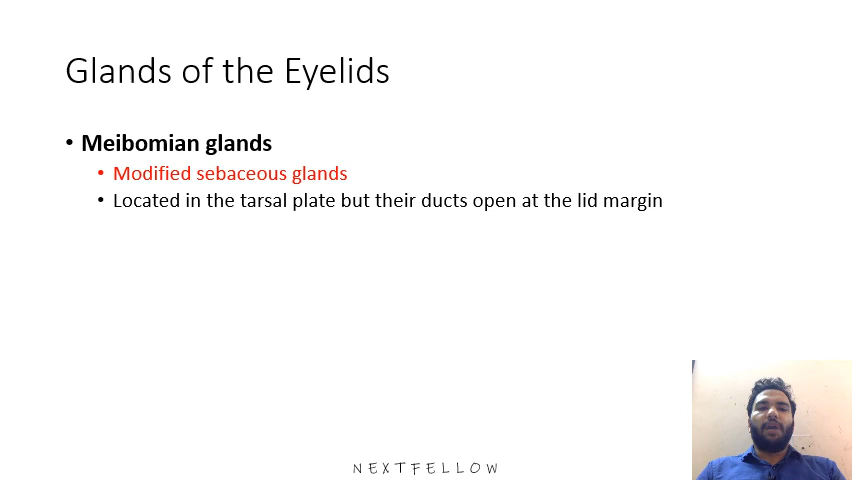 Glands of the Eyelids
• Meibomian glands
• Modified sebaceous glands
• Located in the tarsal plate but their ducts open at the lid margin
NEXTFELLOW